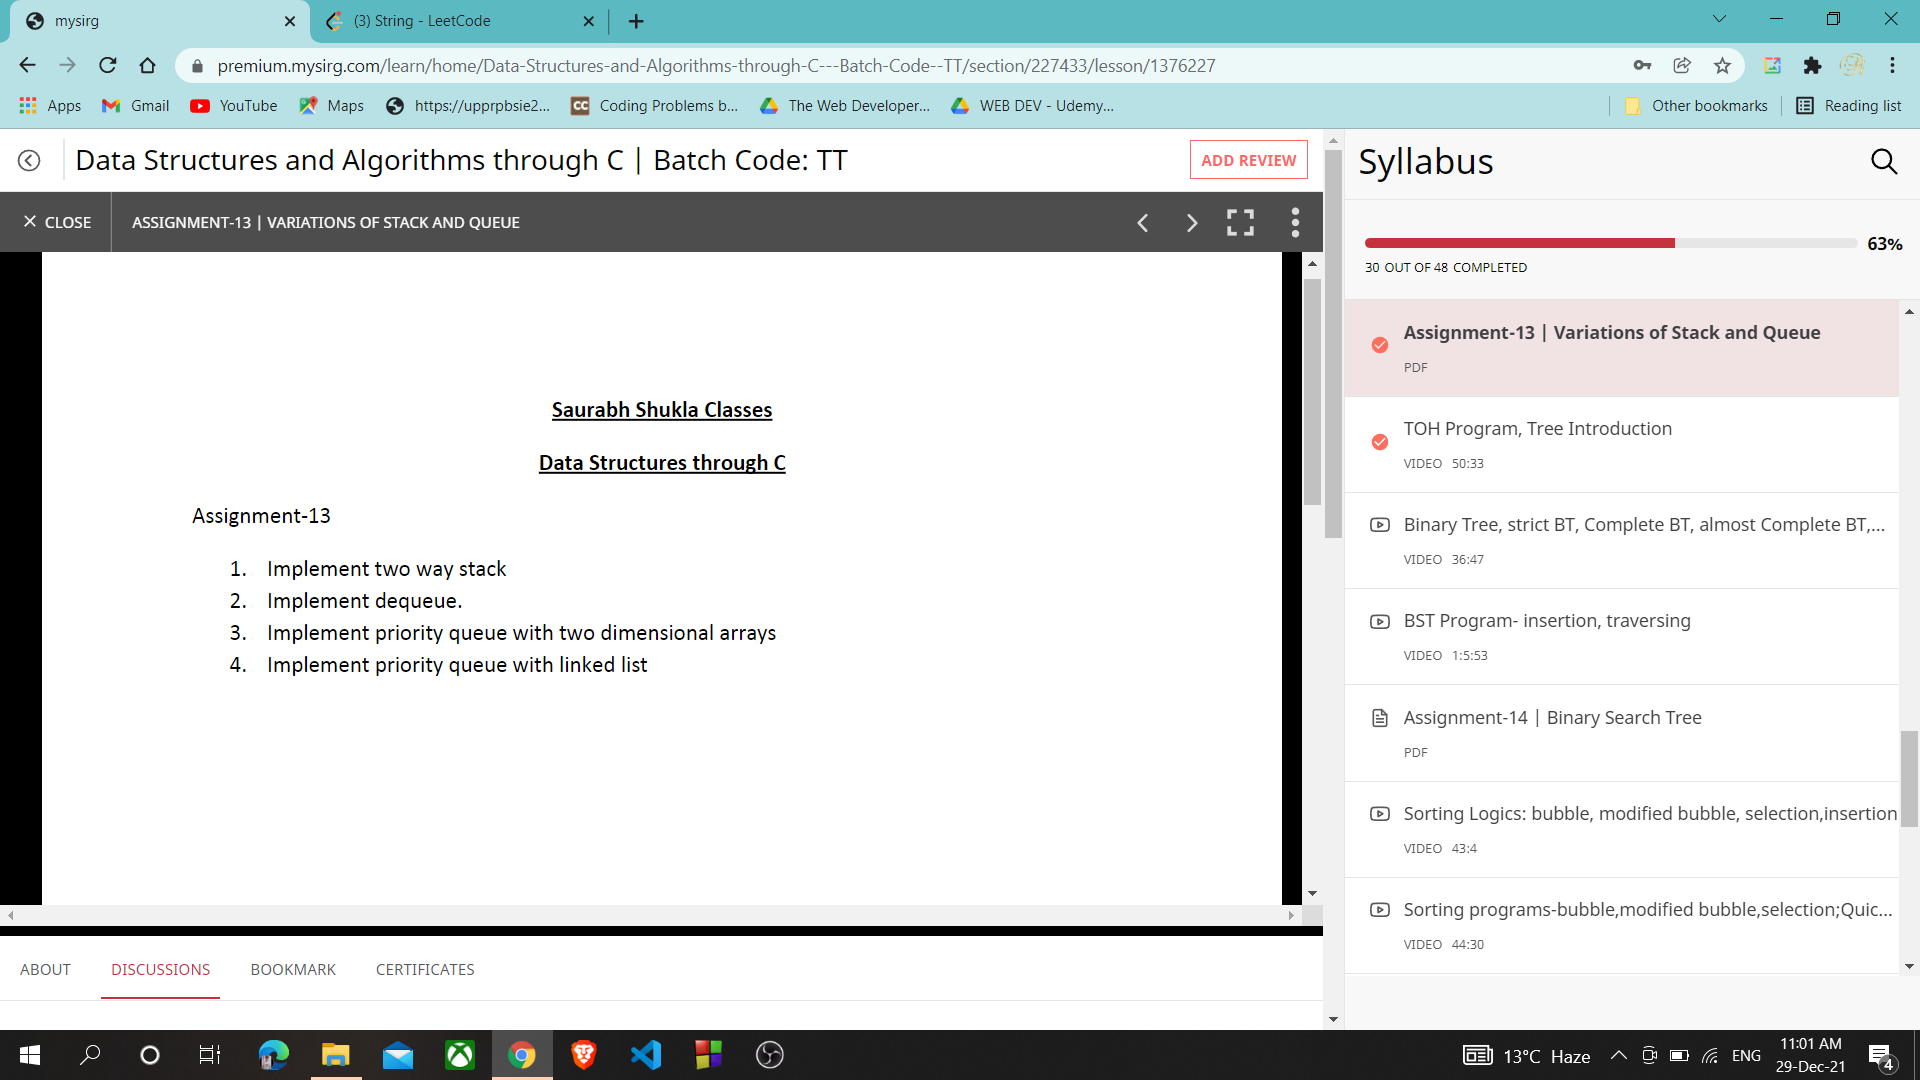 mysirg
(3) String - LeetCode
premium.mysirg.com/learn/home/Data-Structures-and-Algorithms-through-C---Batch-Code--TT/section/227433/lesson/1376227
Apps
Gmail
YouTube
Maps
https://upprpbsie2...
CC
Coding Problems b...
The Web Developer...
WEB DEV - Udemy...
Other bookmarks
Reading list
Data Structures and Algorithms through C | Batch Code: TT
ADD REVIEW
CLOSE
ASSIGNMENT-13 | VARIATIONS OF STACK AND QUEUE
Saurabh Shukla Classes
Data Structures through C
Assignment-13
1. Implement two way stack
2. Implement dequeue.
3. Implement priority queue with two dimensional arrays
4. Implement priority queue with linked list
ABOUT
DISCUSSIONS
BOOKMARK
CERTIFICATES
Syllabus
63%
30 OUT OF 48 COMPLETED
Assignment-13 | Variations of Stack and Queue
PDF
TOH Program, Tree Introduction
VIDEO 50:33
Binary Tree, strict BT, Complete BT, almost Complete BT,...
VIDEO 36:47
BST Program- insertion, traversing
VIDEO 1:5:53
Assignment-14 | Binary Search Tree
PDF
Sorting Logics: bubble, modified bubble, selection,insertion
VIDEO 43:4
Sorting programs-bubble,modified bubble,selection;Quic...
VIDEO 44:30
13°C Haze
ENG
11:01 AM
29-Dec-21
4